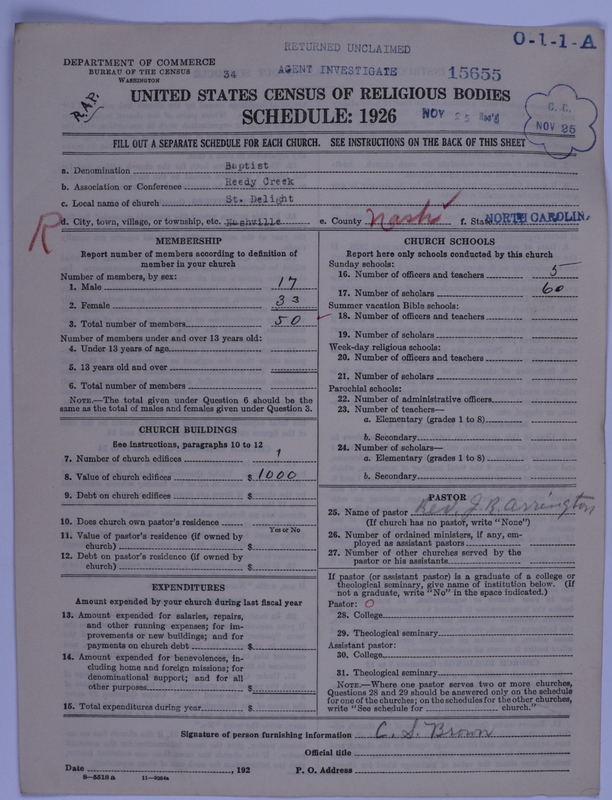 RETURNED UNCLAIMED
O-1-1-A
DEPARTMENT OF COMMERCE
BUREAU OF THE CENSUS
WASHINGTON
34
AGENT INVESTIGATE
15655
R.A.P.
UNITED STATES CENSUS OF RELIGIOUS BODIES
SCHEDULE: 1926
NOV 25 Rec'd
C. C.
NOV 25
FILL OUT A SEPARATE SCHEDULE FOR EACH CHURCH. SEE INSTRUCTIONS ON THE BACK OF THIS SHEET
a. Denomination Baptist
b. Association or Conference Reedy Creek
c. Local name of church St. Delight
R
d. City, town, village, or township, etc. Nashville e. County Nash f. State NORTH CAROLINA
MEMBERSHIP
Report number of members according to definition of
member in your church
Number of members, by sex:
1. Male 17
2. Female 33
3. Total number of members 50
Number of members under and over 13 years old:
4. Under 13 years of age
5. 13 years old and over
6. Total number of members
NOTE.—The total given under Question 6 should be the
same as the total of males and females given under Question 3.
CHURCH BUILDINGS
See instructions, paragraphs 10 to 12
7. Number of church edifices 1
8. Value of church edifices $ 1000
9. Debt on church edifices $
10. Does church own pastor's residence
Yes or No
11. Value of pastor's residence (if owned by
church) $
12. Debt on pastor's residence (if owned by
church) $
EXPENDITURES
Amount expended by your church during last fiscal year
13. Amount expended for salaries, repairs,
and other running expenses; for im-
provements or new buildings; and for
payments on church debt $
14. Amount expended for benevolences, in-
cluding home and foreign missions; for
denominational support; and for all
other purposes $
15. Total expenditures during year $
CHURCH SCHOOLS
Report here only schools conducted by this church
Sunday schools:
16. Number of officers and teachers 5
17. Number of scholars 60
Summer vacation Bible schools:
18. Number of officers and teachers
19. Number of scholars
Week-day religious schools:
20. Number of officers and teachers
21. Number of scholars
Parochial schools:
22. Number of administrative officers
23. Number of teachers—
a. Elementary (grades 1 to 8)
b. Secondary
24. Number of scholars—
a. Elementary (grades 1 to 8)
b. Secondary
PASTOR
25. Name of pastor Rev. J. R. Arrington
(If church has no pastor, write "None")
26. Number of ordained ministers, if any, em-
ployed as assistant pastors
27. Number of other churches served by the
pastor or his assistants
If pastor (or assistant pastor) is a graduate of a college or
theological seminary, give name of institution below. (If
not a graduate, write "No" in the space indicated.)
Pastor: 0
28. College
29. Theological seminary
Assistant pastor:
30. College
31. Theological seminary
NOTE.—Where one pastor serves two or more churches,
Questions 28 and 29 should be answered only on the schedule
for one of the churches; on the schedules for the other churches,
write "See schedule for church."
Signature of person furnishing information C. S. Brown
Official title
Date , 192 P. O. Address
8—5518 a 11—9364a